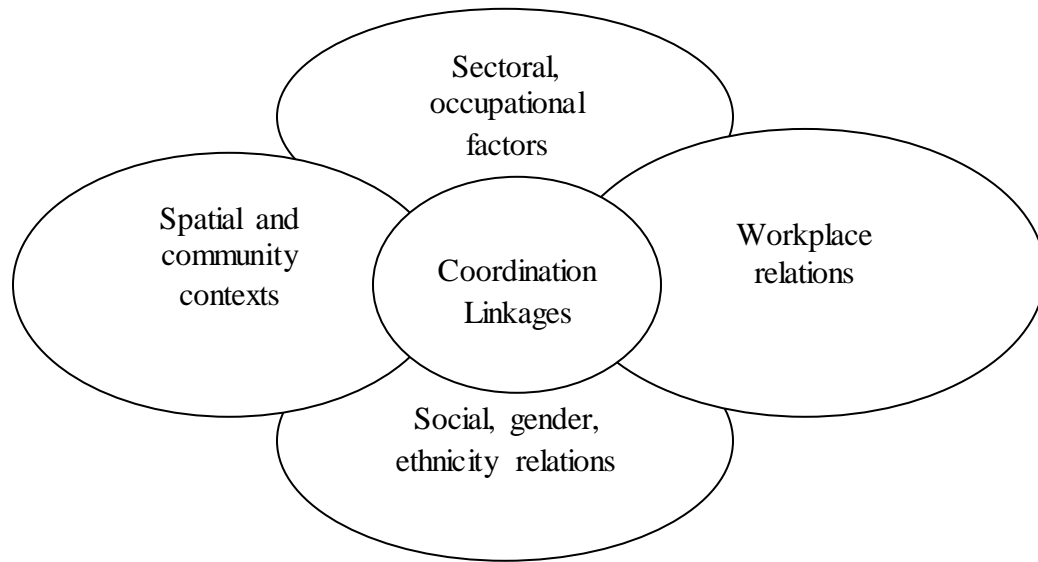 Sectoral,
occupational
factors
Spatial and
community
contexts
Coordination
Linkages
Workplace
relations
Social, gender,
ethnicity relations